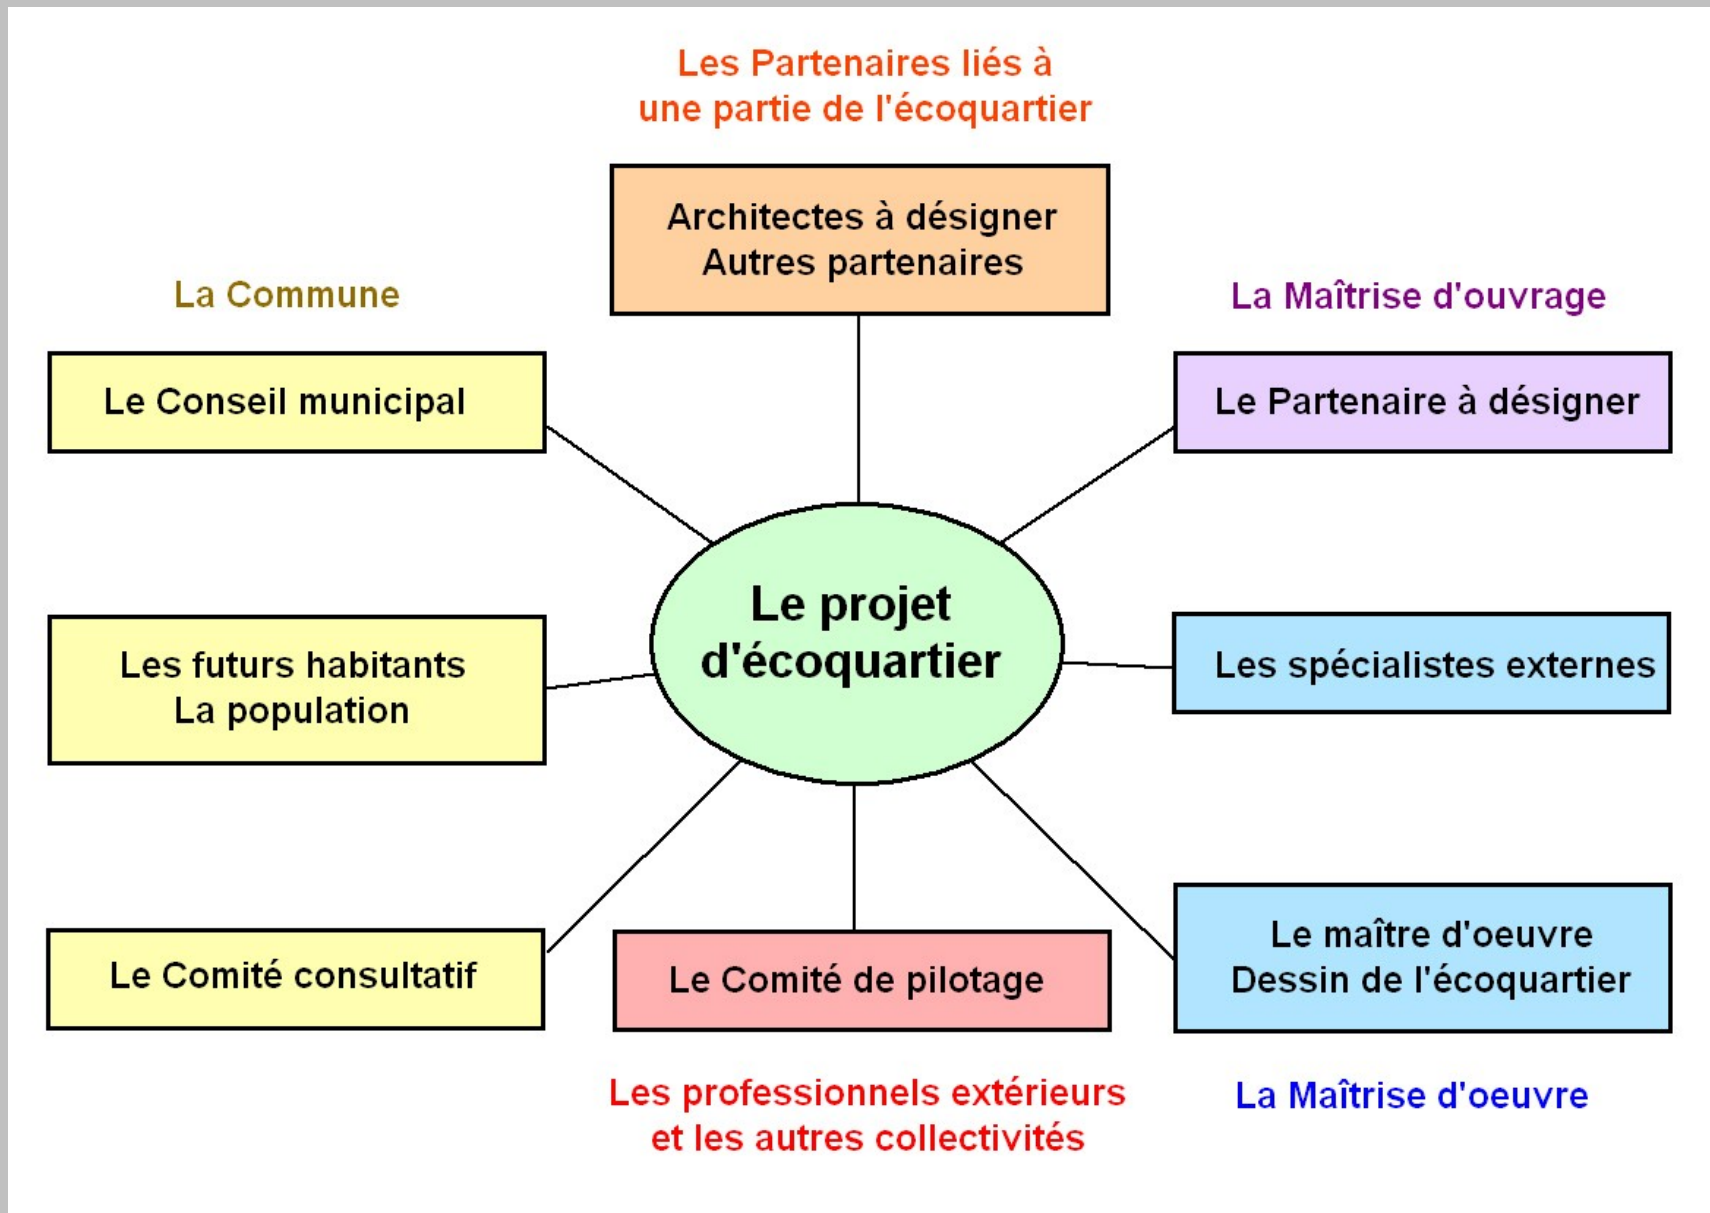 Les Partenaires liés à
une partie de l'écoquartier
Architectes à désigner
Autres partenaires
La Commune
La Maîtrise d'ouvrage
Le Conseil municipal
Le Partenaire à désigner
Le projet
d'écoquartier
Les futurs habitants
La population
Les spécialistes externes
Le Comité consultatif
Le Comité de pilotage
Le maître d'oeuvre
Dessin de l'écoquartier
Les professionnels extérieurs
et les autres collectivités
La Maîtrise d'oeuvre